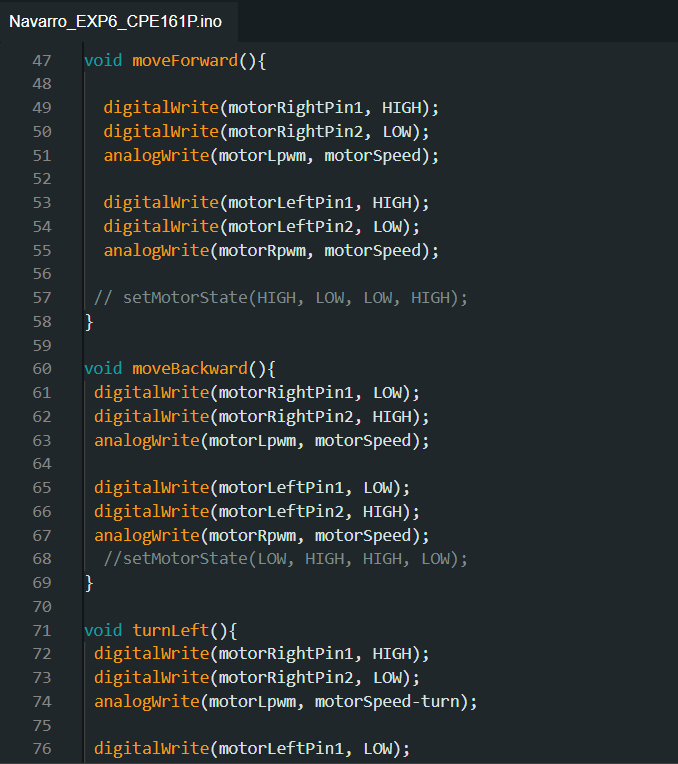 Navarro_EXP6_CPE161P.ino
47 void moveForward(){
48
49 digitalWrite(motorRightPin1, HIGH);
50 digitalWrite(motorRightPin2, LOW);
51 analogWrite(motorLpwm, motorSpeed);
52
53 digitalWrite(motorLeftPin1, HIGH);
54 digitalWrite(motorLeftPin2, LOW);
55 analogWrite(motorRpwm, motorSpeed);
56
57 // setMotorState(HIGH, LOW, LOW, HIGH);
58 }
59
60 void moveBackward(){
61 digitalWrite(motorRightPin1, LOW);
62 digitalWrite(motorRightPin2, HIGH);
63 analogWrite(motorLpwm, motorSpeed);
64
65 digitalWrite(motorLeftPin1, LOW);
66 digitalWrite(motorLeftPin2, HIGH);
67 analogWrite(motorRpwm, motorSpeed);
68 //setMotorState(LOW, HIGH, HIGH, LOW);
69 }
70
71 void turnLeft(){
72 digitalWrite(motorRightPin1, HIGH);
73 digitalWrite(motorRightPin2, LOW);
74 analogWrite(motorLpwm, motorSpeed-turn);
75
76 digitalWrite(motorLeftPin1, LOW);